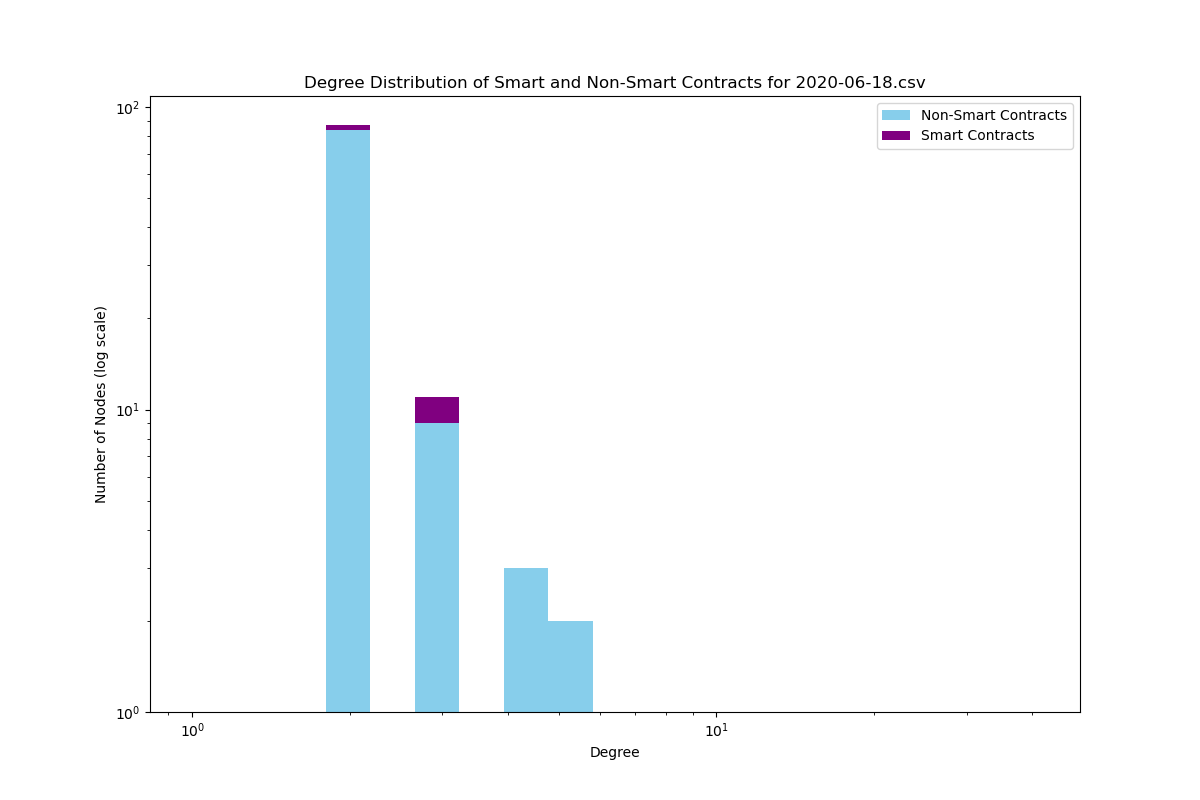 Degree Distribution of Smart and Non-Smart Contracts for 2020-06-18.csv
Non-Smart Contracts
Smart Contracts
Number of Nodes (log scale)
10²
10¹
10⁰
10⁰ 10¹
Degree